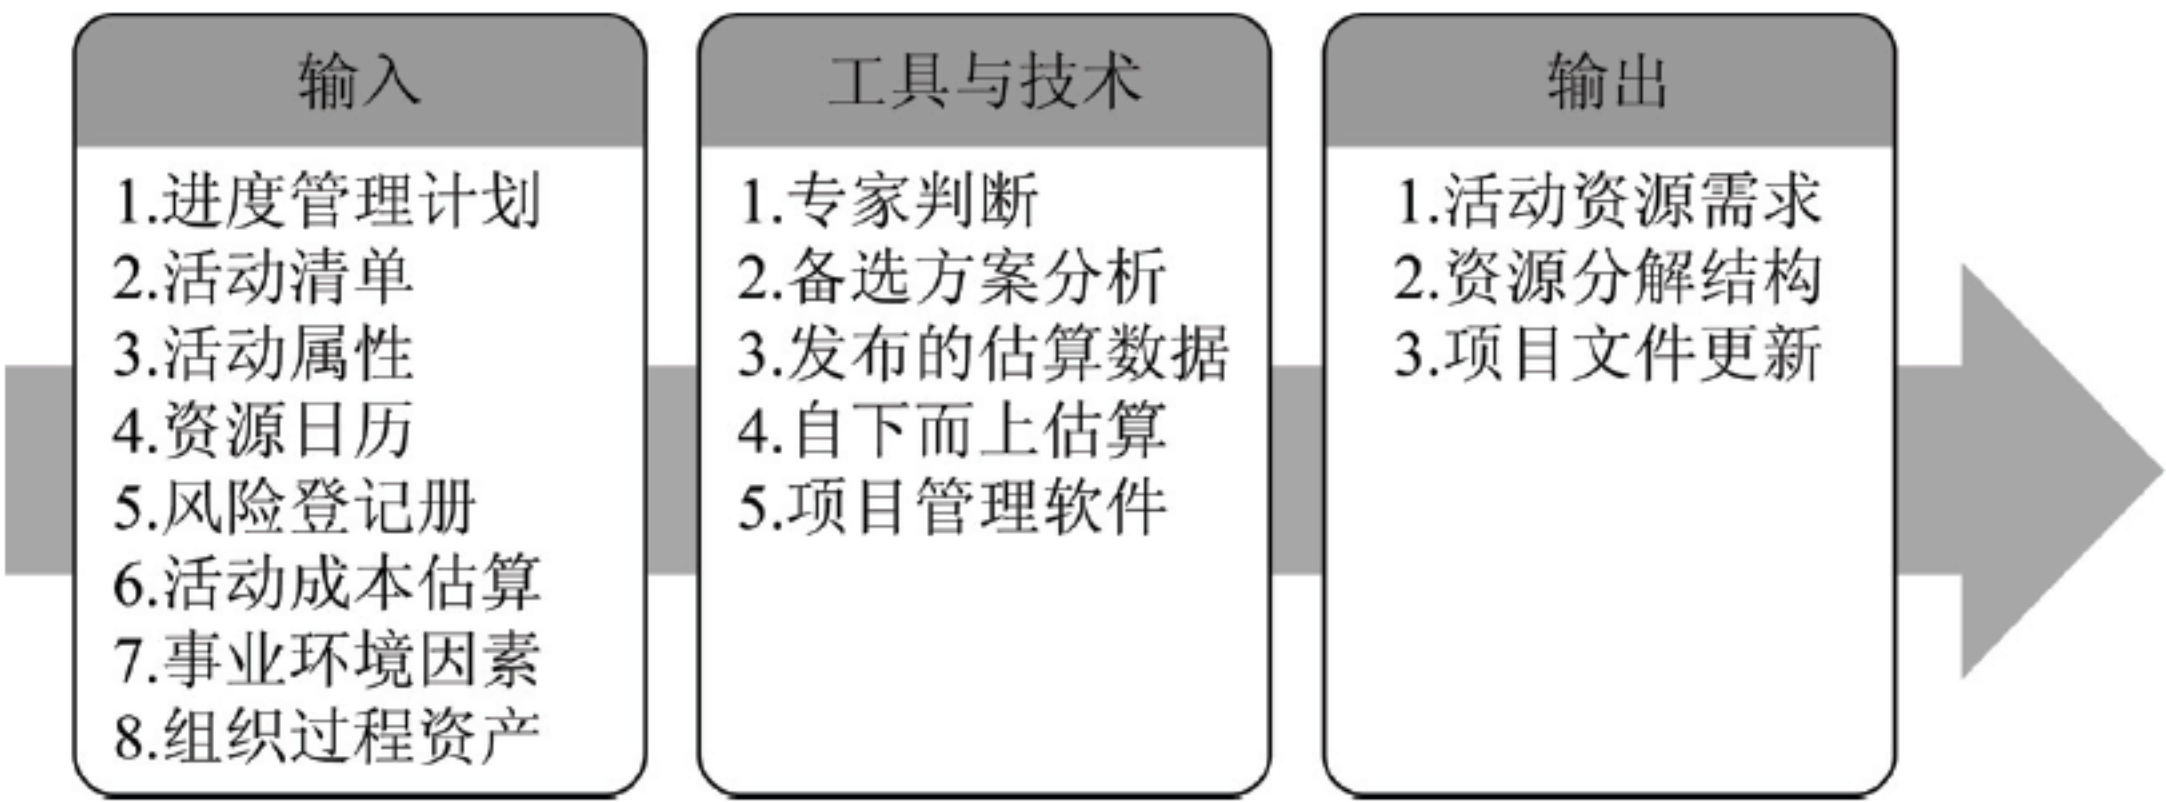 输入
1.进度管理计划
2.活动清单
3.活动属性
4.资源日历
5.风险登记册
6.活动成本估算
7.事业环境因素
8.组织过程资产
工具与技术
1.专家判断
2.备选方案分析
3.发布的估算数据
4.自下而上估算
5.项目管理软件
输出
1.活动资源需求
2.资源分解结构
3.项目文件更新